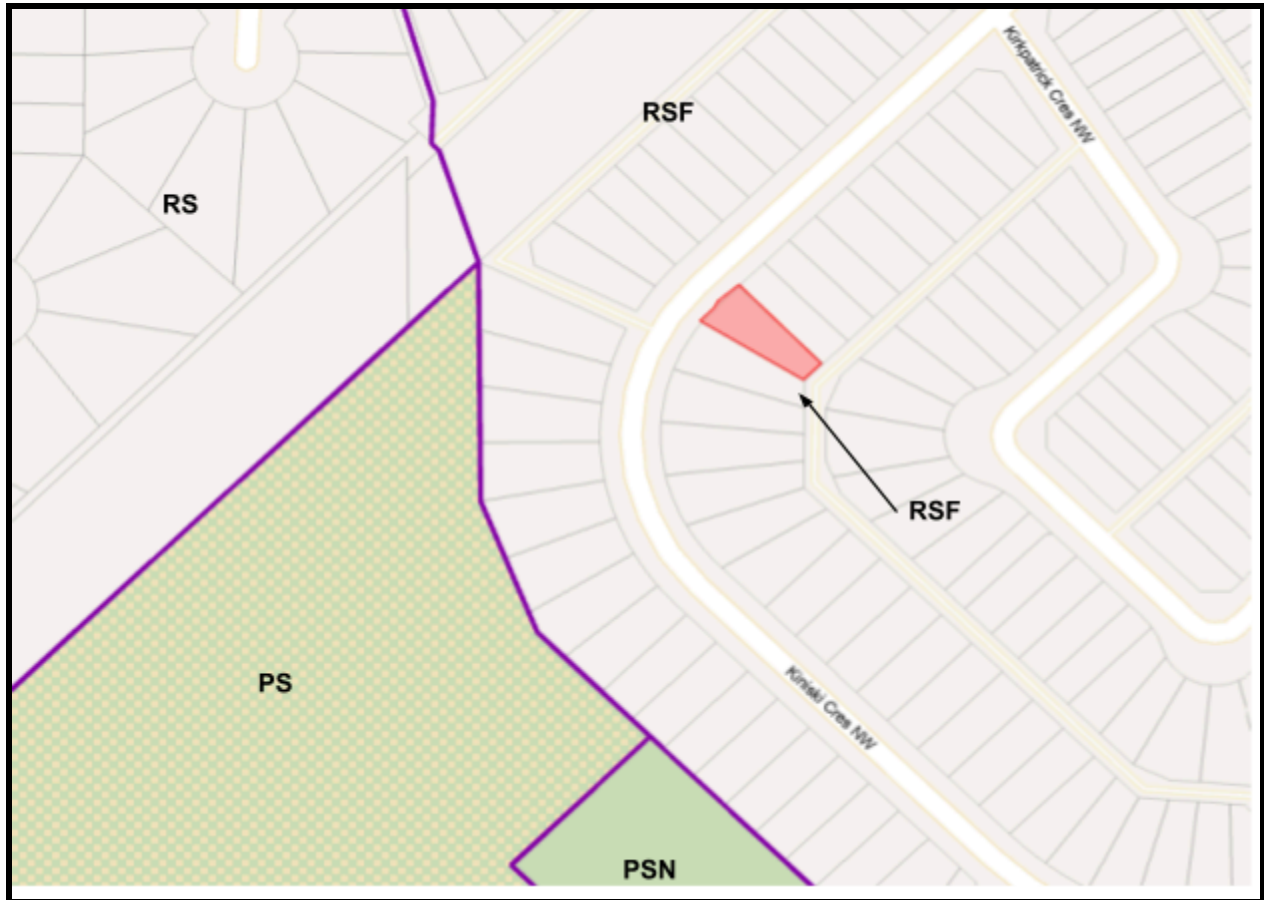 Kirkpatrick Cres NW
RSF
RS
RSF
PS
Kiniski Cres NW
PSN